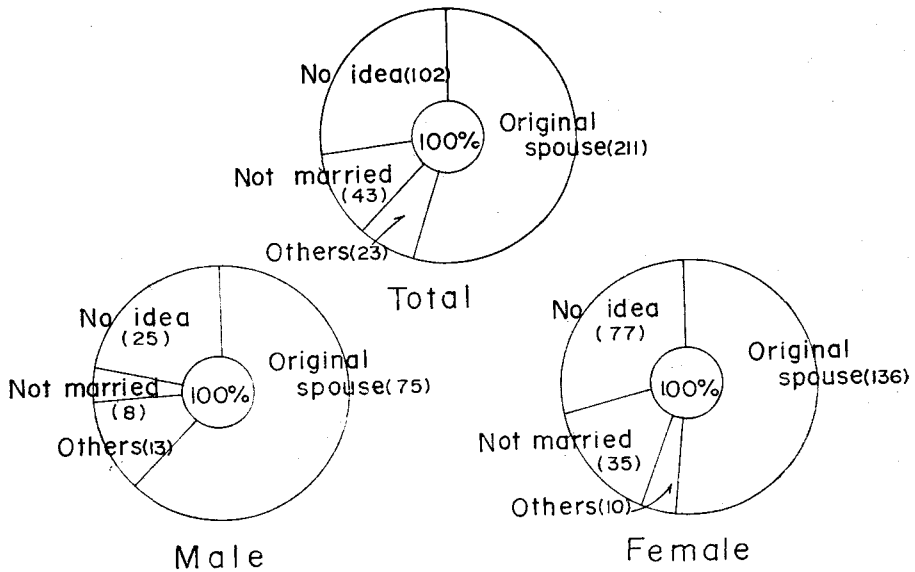 No idea(102)
100%
Original
spouse(211)
Not married
(43)
Others(23)
Total
No idea
(25)
Not married
(8)
Others(13)
100%
Original
spouse(75)
Male
No idea
(77)
100%
Original
spouse(136)
Not married
(35)
Others(10)
Female